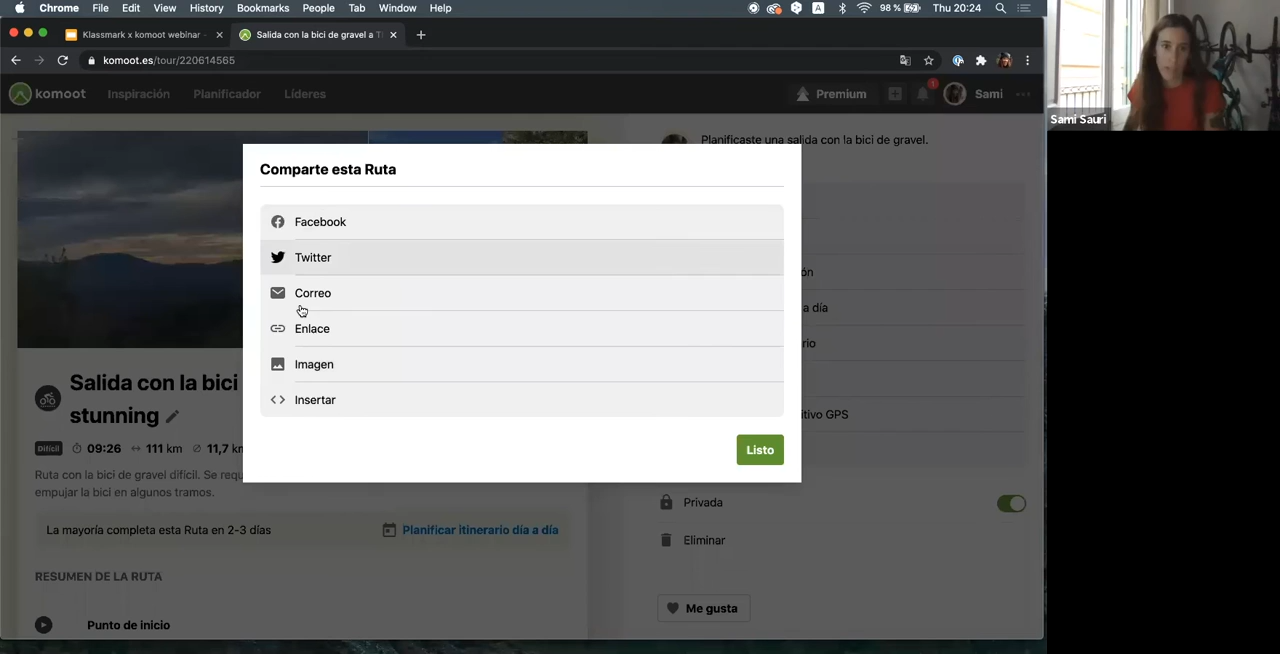 Chrome File Edit View History Bookmarks People Tab Window Help 98 % Thu 20:24
Klassmark x komoot webinar
Salida con la bici de gravel a T
komoot.es/tour/220614565
komoot Inspiración Planificador Líderes Premium 1 Sami
Sami Sauri
Planificaste una salida con la bici de gravel.
Comparte esta Ruta
Facebook
Twitter
Correo
Enlace
Imagen
Insertar
Listo
ón
a día
rio
itivo GPS
Salida con la bici
stunning
Difícil 09:26 111 km 11,7 km
Ruta con la bici de gravel difícil. Se requ
empujar la bici en algunos tramos.
La mayoría completa esta Ruta en 2-3 días Planificar itinerario día a día
RESUMEN DE LA RUTA
Punto de inicio
Privada
Eliminar
Me gusta